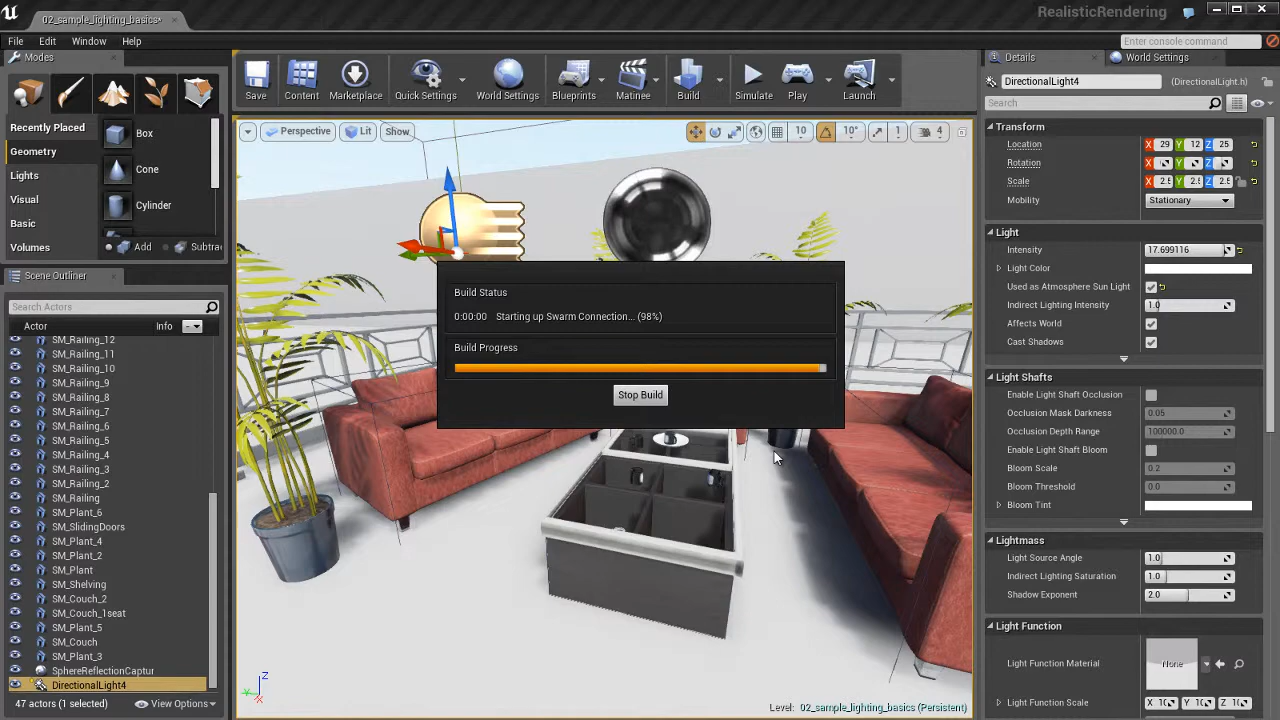 02_sample_lighting_basics*
RealisticRendering
File Edit Window Help
Enter console command
Modes
Details
World Settings
Save Content Marketplace Quick Settings World Settings Blueprints Matinee Build Simulate Play Launch
DirectionalLight4 (DirectionalLight.h)
Search
Recently Placed
Geometry
Lights
Visual
Basic
Volumes
Box
Cone
Cylinder
Add Subtrac
Perspective Lit Show 10 10° 1 4
Transform
Location X 29 Y 12 Z 25
Rotation X Y Z
Scale X 2.5 Y 2.5 Z 2.5
Mobility Stationary
Light
Intensity 17.699116
Light Color
Used as Atmosphere Sun Light
Indirect Lighting Intensity 1.0
Affects World
Cast Shadows
Light Shafts
Enable Light Shaft Occlusion
Occlusion Mask Darkness 0.05
Occlusion Depth Range 100000.0
Enable Light Shaft Bloom
Bloom Scale 0.2
Bloom Threshold 0.0
Bloom Tint
Lightmass
Light Source Angle 1.0
Indirect Lighting Saturation 1.0
Shadow Exponent 2.0
Light Function
Light Function Material None
Light Function Scale X 10 Y 10 Z 10
Scene Outliner
Search Actors
Actor Info
SM_Railing_12
SM_Railing_11
SM_Railing_10
SM_Railing_9
SM_Railing_8
SM_Railing_7
SM_Railing_6
SM_Railing_5
SM_Railing_4
SM_Railing_3
SM_Railing_2
SM_Railing
SM_Plant_6
SM_SlidingDoors
SM_Plant_4
SM_Plant_2
SM_Plant
SM_Shelving
SM_Couch_2
SM_Couch_1seat
SM_Plant_5
SM_Couch
SM_Plant_3
SphereReflectionCaptur
DirectionalLight4
47 actors (1 selected) View Options
Build Status
0:00:00 Starting up Swarm Connection... (98%)
Build Progress
Stop Build
Z
Y
X
Level: 02_sample_lighting_basics (Persistent)